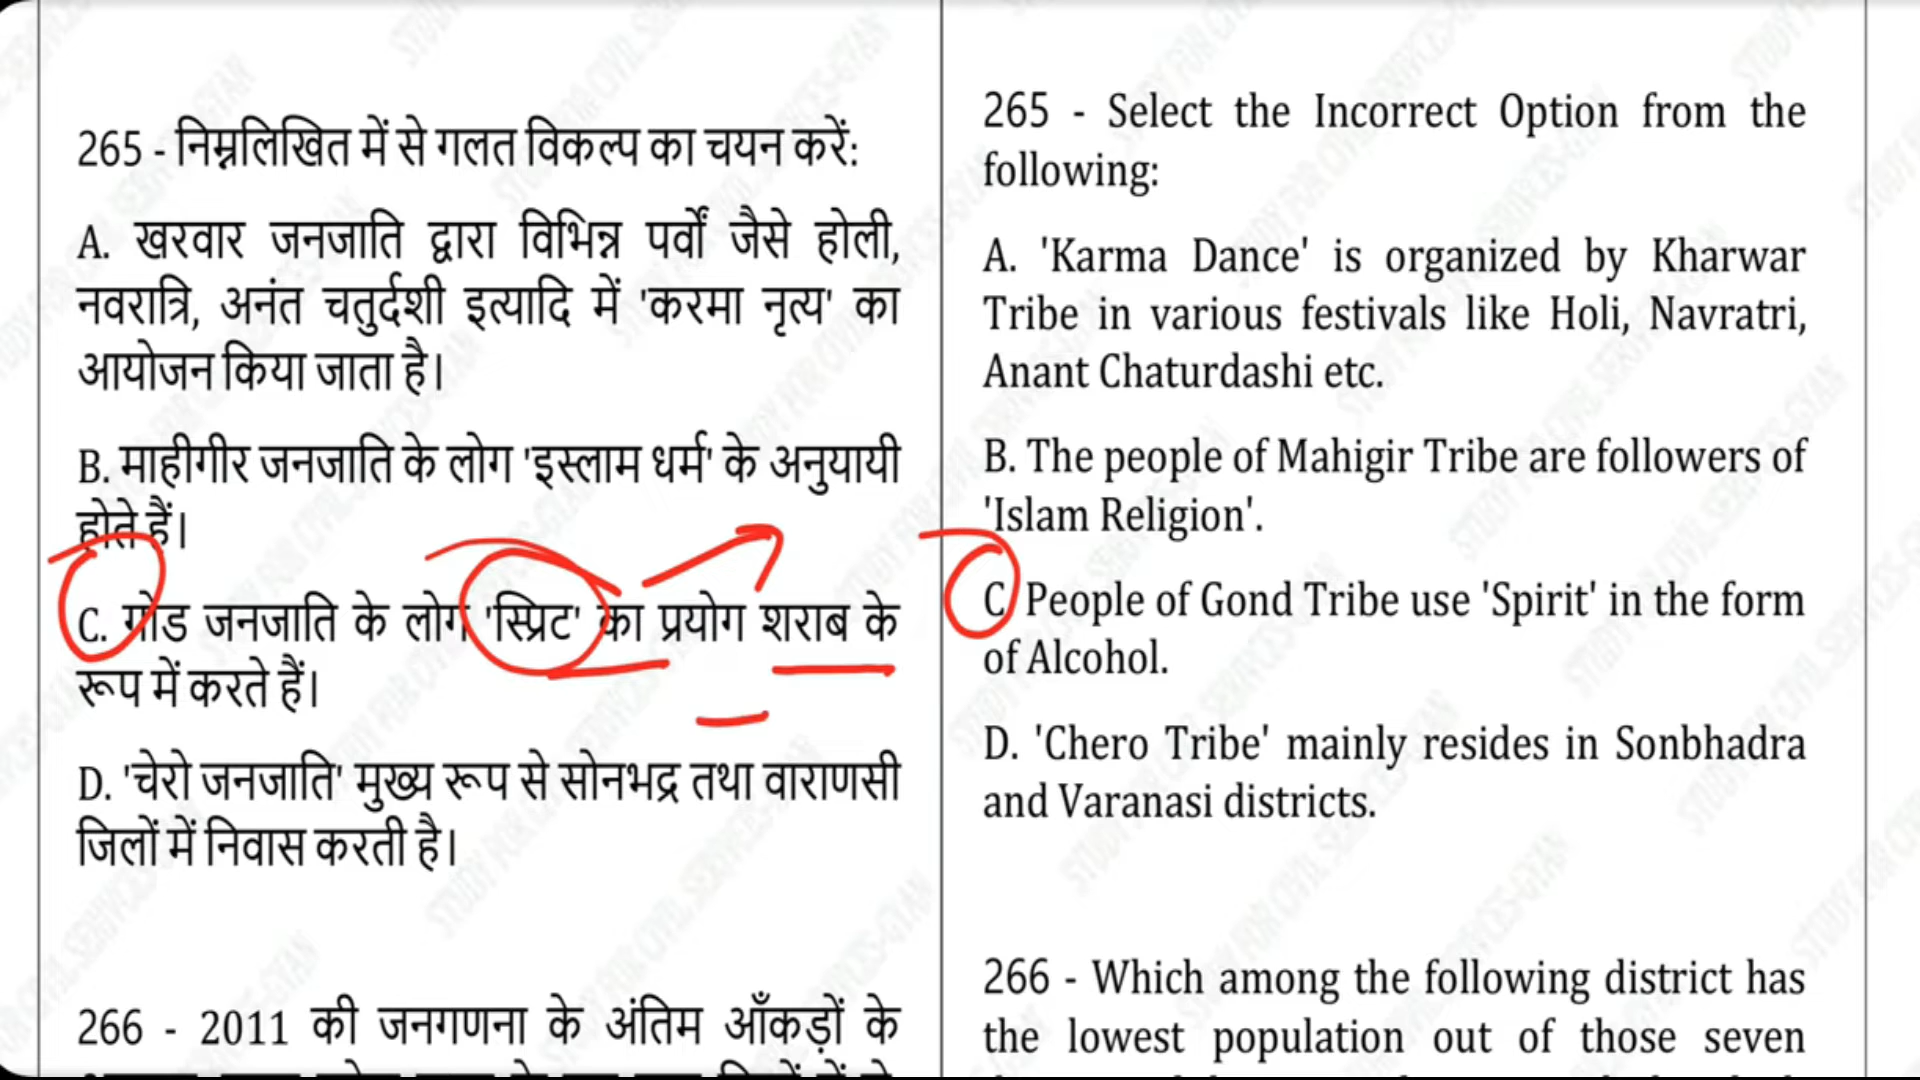 265 - निम्नलिखित में से गलत विकल्प का चयन करें:
A. खरवार जनजाति द्वारा विभिन्न पर्वों जैसे होली,
नवरात्रि, अनंत चतुर्दशी इत्यादि में 'करमा नृत्य' का
आयोजन किया जाता है।
B. माहीगीर जनजाति के लोग 'इस्लाम धर्म' के अनुयायी
होते हैं।
C. गोंड जनजाति के लोग 'स्प्रिट' का प्रयोग शराब के
रूप में करते हैं।
D. 'चेरो जनजाति' मुख्य रूप से सोनभद्र तथा वाराणसी
जिलों में निवास करती है।
266 - 2011 की जनगणना के अंतिम आँकड़ों के
265 - Select the Incorrect Option from the
following:
A. 'Karma Dance' is organized by Kharwar
Tribe in various festivals like Holi, Navratri,
Anant Chaturdashi etc.
B. The people of Mahigir Tribe are followers of
'Islam Religion'.
C. People of Gond Tribe use 'Spirit' in the form
of Alcohol.
D. 'Chero Tribe' mainly resides in Sonbhadra
and Varanasi districts.
266 - Which among the following district has
the lowest population out of those seven